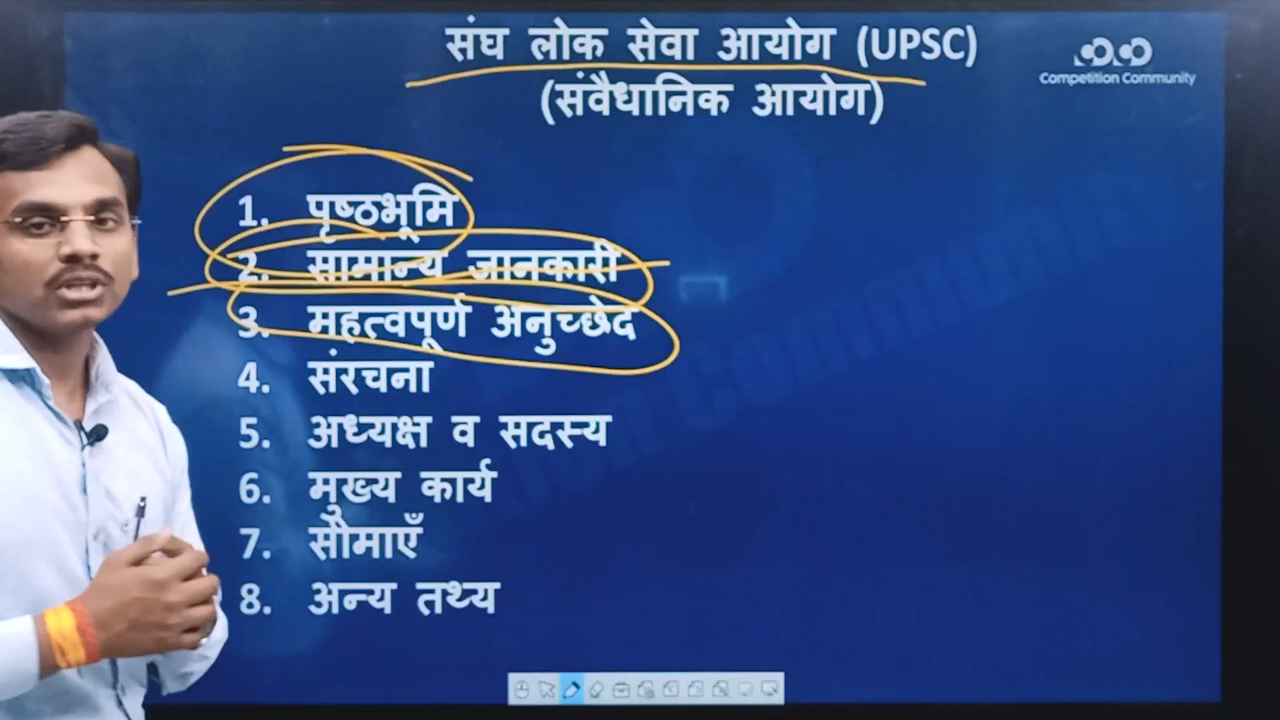 संघ लोक सेवा आयोग (UPSC)
(संवैधानिक आयोग)
Competition Community
1. पृष्ठभूमि
2. सामान्य जानकारी
3. महत्वपूर्ण अनुच्छेद
4. संरचना
5. अध्यक्ष व सदस्य
6. मुख्य कार्य
7. सीमाएँ
8. अन्य तथ्य